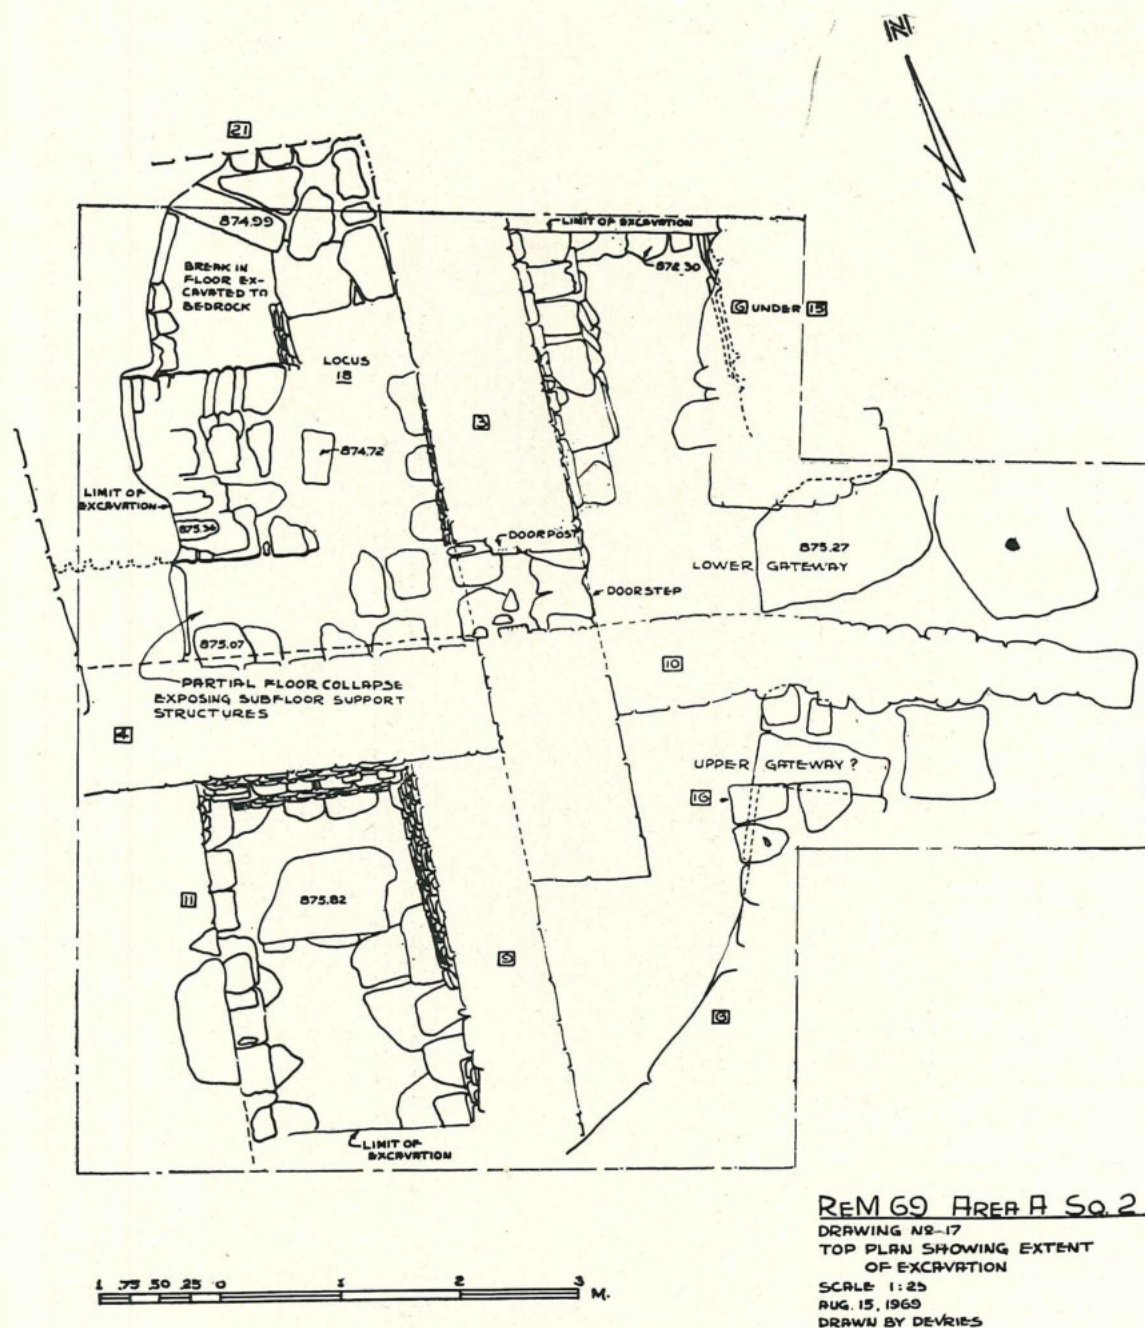 N
21
874.99
LIMIT OF EXCAVATION
872.30
BREAK IN
FLOOR EX-
CAVATED TO
BEDROCK
G UNDER 15
LOCUS
18
3
874.72
LIMIT OF
EXCAVATION
875.36
DOORPOST
875.27
LOWER GATEWAY
DOORSTEP
875.07
10
PARTIAL FLOOR COLLAPSE
EXPOSING SUBFLOOR SUPPORT
STRUCTURES
4
UPPER GATEWAY?
16
11
875.82
LIMIT OF
EXCAVATION
REM 69 AREA A SQ. 2
DRAWING NO 17
TOP PLAN SHOWING EXTENT
OF EXCAVATION
SCALE 1:25
AUG. 15, 1969
DRAWN BY DEVRIES
1 .75 .50 .25 0 1 2 3 M.